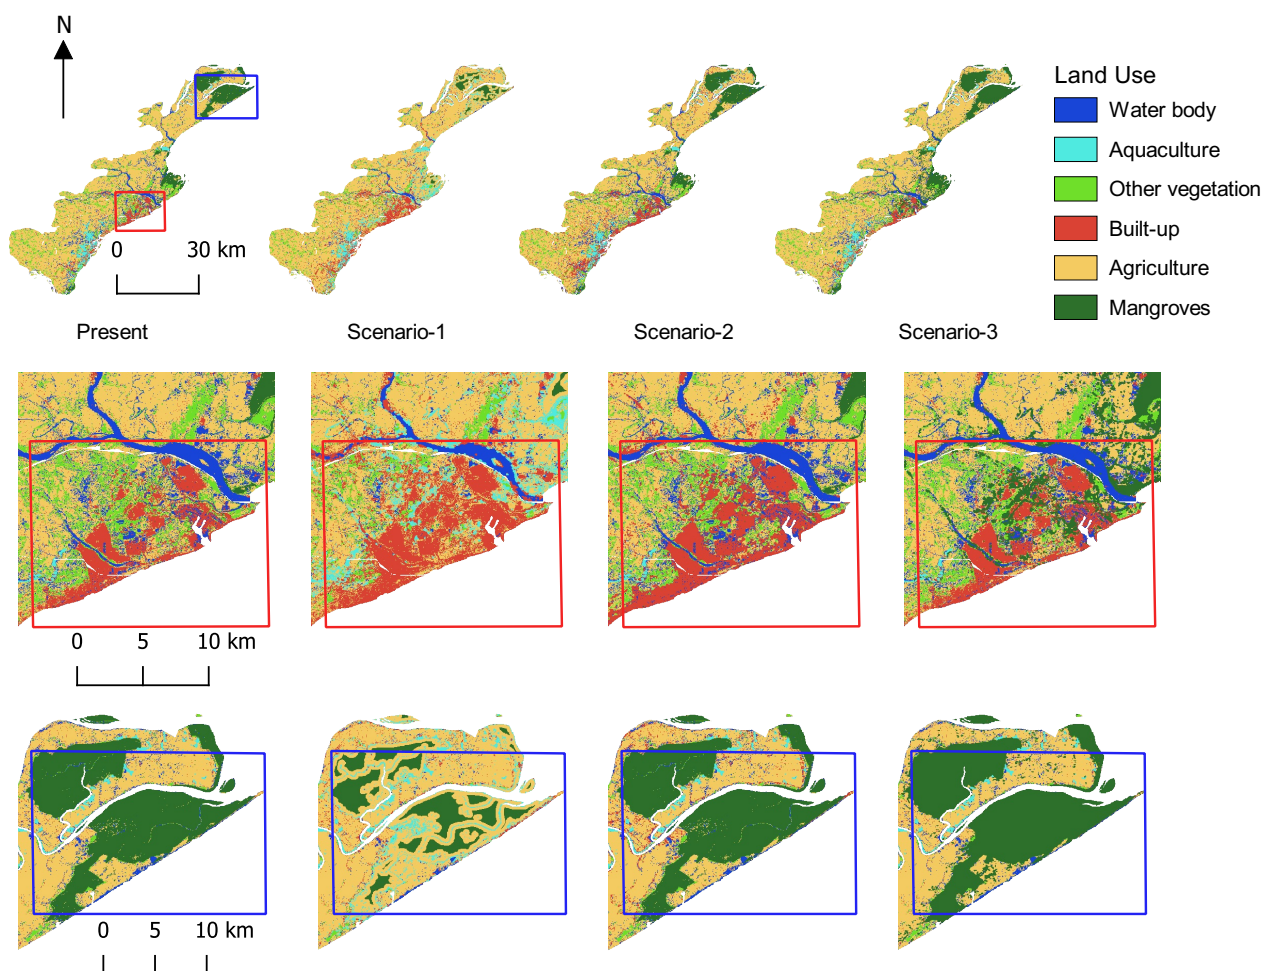 N
Land Use
Water body
Aquaculture
Other vegetation
Built-up
Agriculture
Mangroves
0 30 km
Present Scenario-1 Scenario-2 Scenario-3
0 5 10 km
0 5 10 km